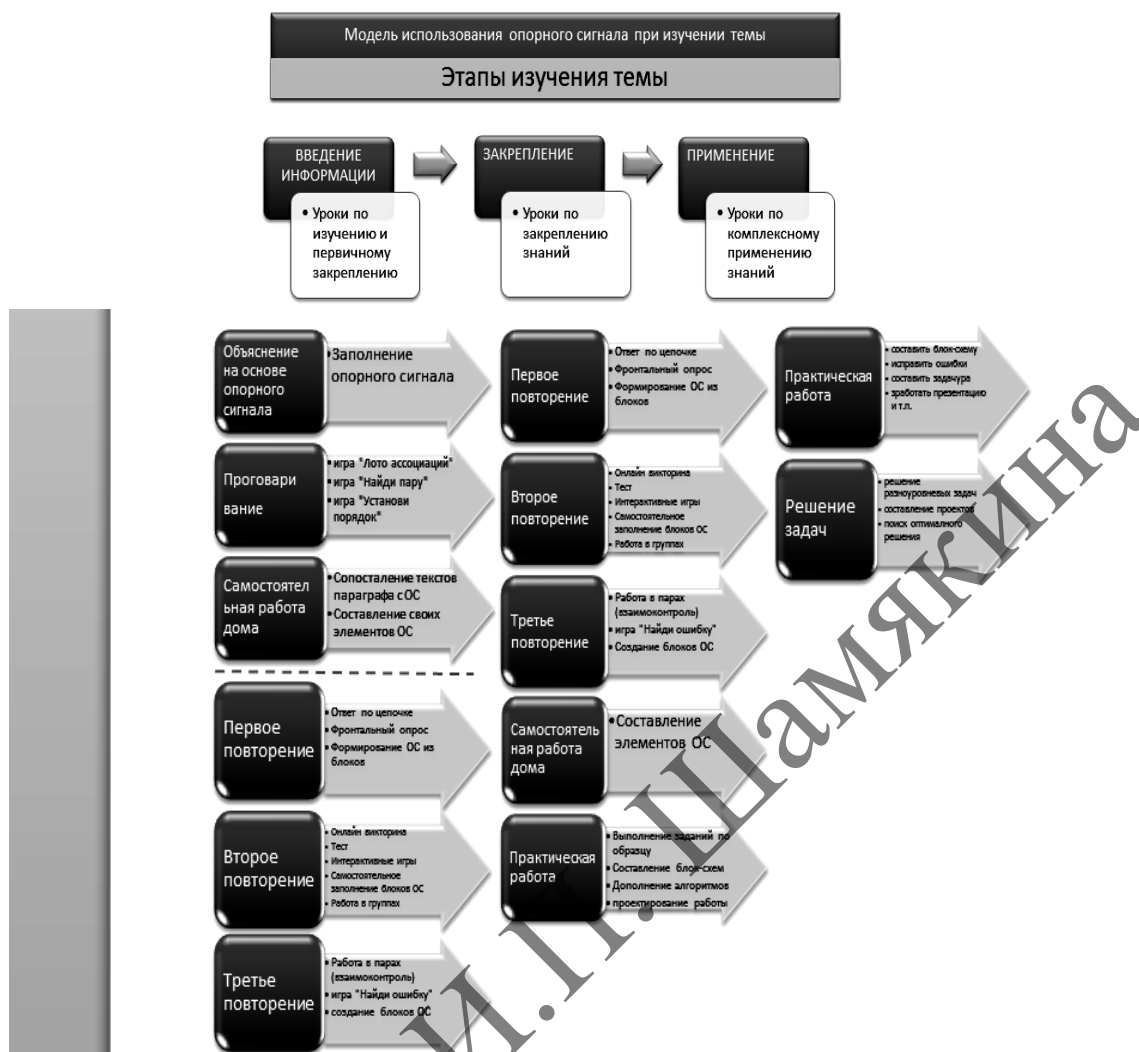 Модель использования опорного сигнала при изучении темы
Этапы изучения темы
ВВЕДЕНИЕ
ИНФОРМАЦИИ
• Уроки по
изучению и
первичному
закреплению
ЗАКРЕПЛЕНИЕ
• Уроки по
закреплению
знаний
ПРИМЕНЕНИЕ
• Уроки по
комплексному
применению
знаний
Объяснение
на основе
опорного
сигнала
• Заполнение
опорного сигнала
Проговари
вание
• игра "Лото ассоциаций"
• игра "Найди пару"
• игра "Установи
порядок"
Самостоятел
ьная работа
дома
• Сопосталение текстов
параграфа с ОС
• Составление своих
элементов ОС
Первое
повторение
• Ответ по цепочке
• Фронтальный опрос
• Формирование ОС из
блоков
Второе
повторение
• Онлайн викторина
• Тест
• Интерактивные игры
• Самостоятельное
заполнение блоков ОС
• Работа в группах
Третье
повторение
• Работа в парах
(взаимоконтроль)
• игра "Найди ошибку"
• создание блоков ОС
Первое
повторение
• Ответ по цепочке
• Фронтальный опрос
• Формирование ОС из
блоков
Второе
повторение
• Онлайн викторина
• Тест
• Интерактивные игры
• Самостоятельное
заполнение блоков ОС
• Работа в группах
Третье
повторение
• Работа в парах
(взаимоконтроль)
• игра "Найди ошибку"
• Создание блоков ОС
Самостоятель
ная работа
дома
• Составление
элементов ОС
Практическая
работа
• Выполнение заданий по
образцу
• Составление блок-схем
• Дополнение алгоритмов
• проектирование работы
Практическая
работа
• составить блок-схему
• исправить ошибки
• составить задачура
• зработать презентацию
и т.п.
Решение
задач
• решение
разноуровневых задач
• составление проектов
• поиск оптималного
решения
И.П. Шамякина